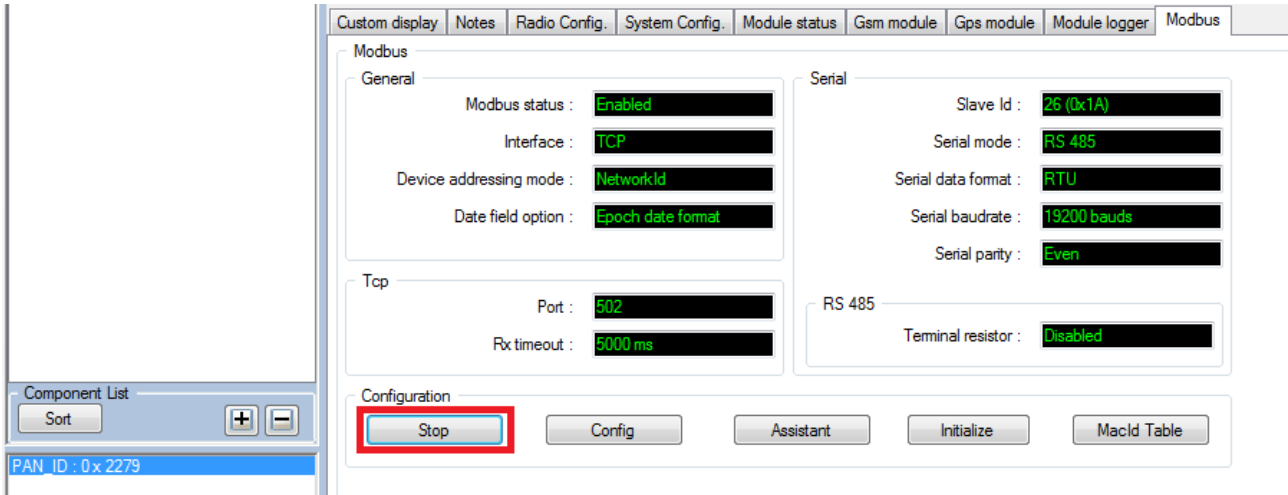 Custom display Notes Radio Config. System Config. Module status Gsm module Gps module Module logger Modbus
Modbus
General
Modbus status : Enabled
Interface : TCP
Device addressing mode : NetworkId
Date field option : Epoch date format
Tcp
Port : 502
Rx timeout : 5000 ms
Serial
Slave Id : 26 (0x1A)
Serial mode : RS 485
Serial data format : RTU
Serial baudrate : 19200 bauds
Serial parity : Even
RS 485
Terminal resistor : Disabled
Configuration
Stop Config Assistant Initialize MacId Table
Component List
Sort + −
PAN_ID : 0 x 2279